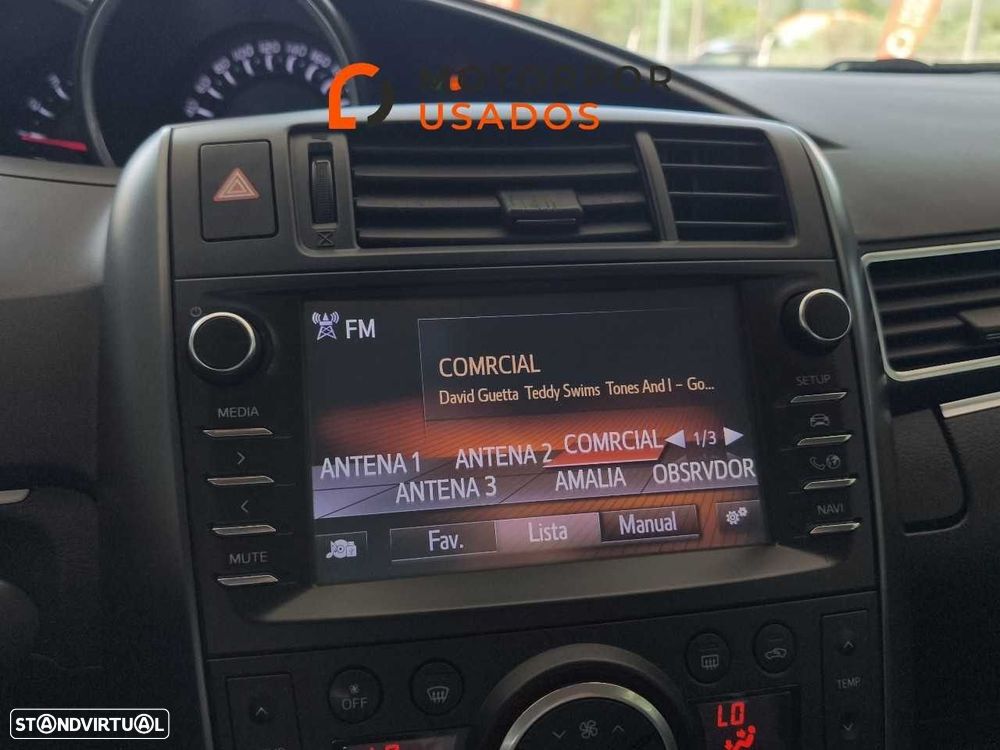 MOTORPOR
USADOS
FM
COMRCIAL
David Guetta Teddy Swims Tones And I - Go...
ANTENA 1 ANTENA 2 COMRCIAL 1/3
ANTENA 3 AMALIA OBSRVDOR
Fav. Lista Manual
MEDIA
MUTE
SETUP
NAVI
OFF
TEMP
LO
LO
STANDVIRTUAL